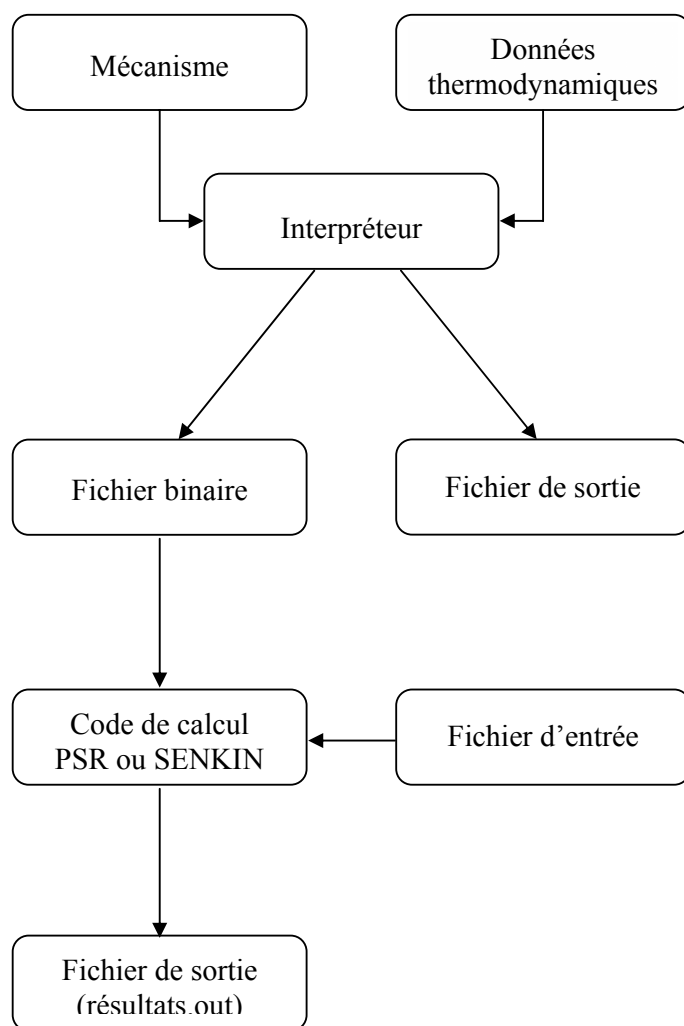 Mécanisme
Données
thermodynamiques
Interpréteur
Fichier binaire
Fichier de sortie
Code de calcul
PSR ou SENKIN
Fichier d’entrée
Fichier de sortie
(résultats.out)